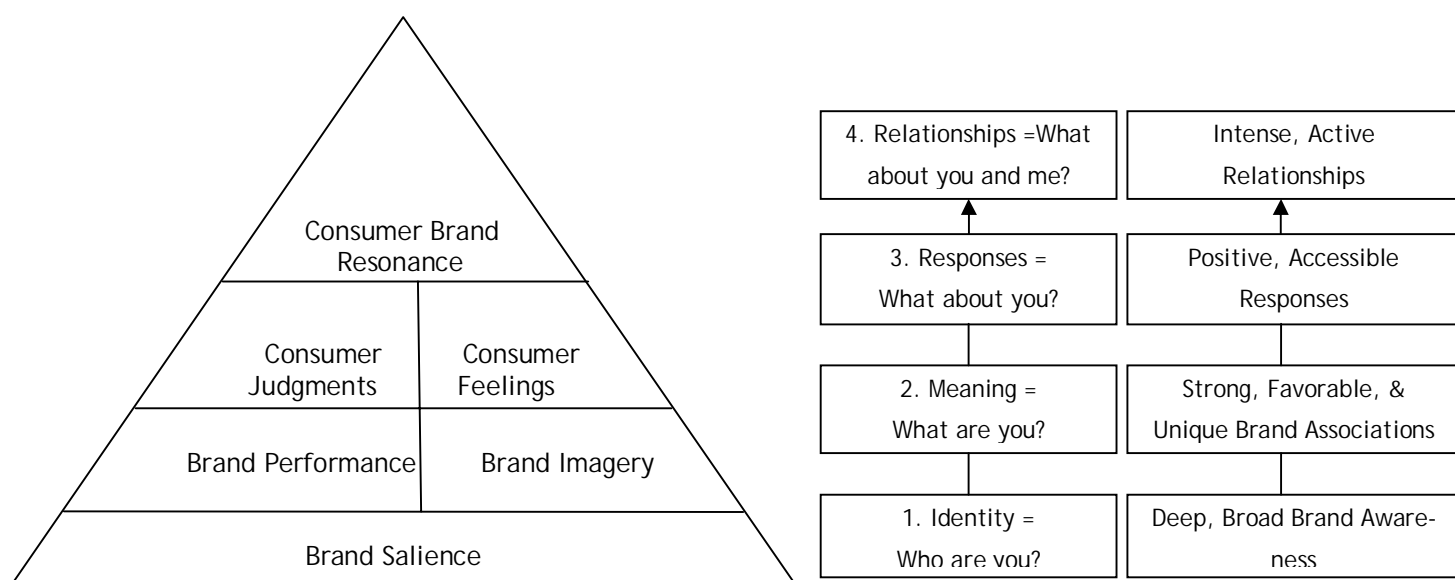 Consumer Brand
Resonance
Consumer
Judgments
Consumer
Feelings
Brand Performance
Brand Imagery
Brand Salience
4. Relationships =What
about you and me?
Intense, Active
Relationships
3. Responses =
What about you?
Positive, Accessible
Responses
2. Meaning =
What are you?
Strong, Favorable, &
Unique Brand Associations
1. Identity =
Who are you?
Deep, Broad Brand Aware-
ness